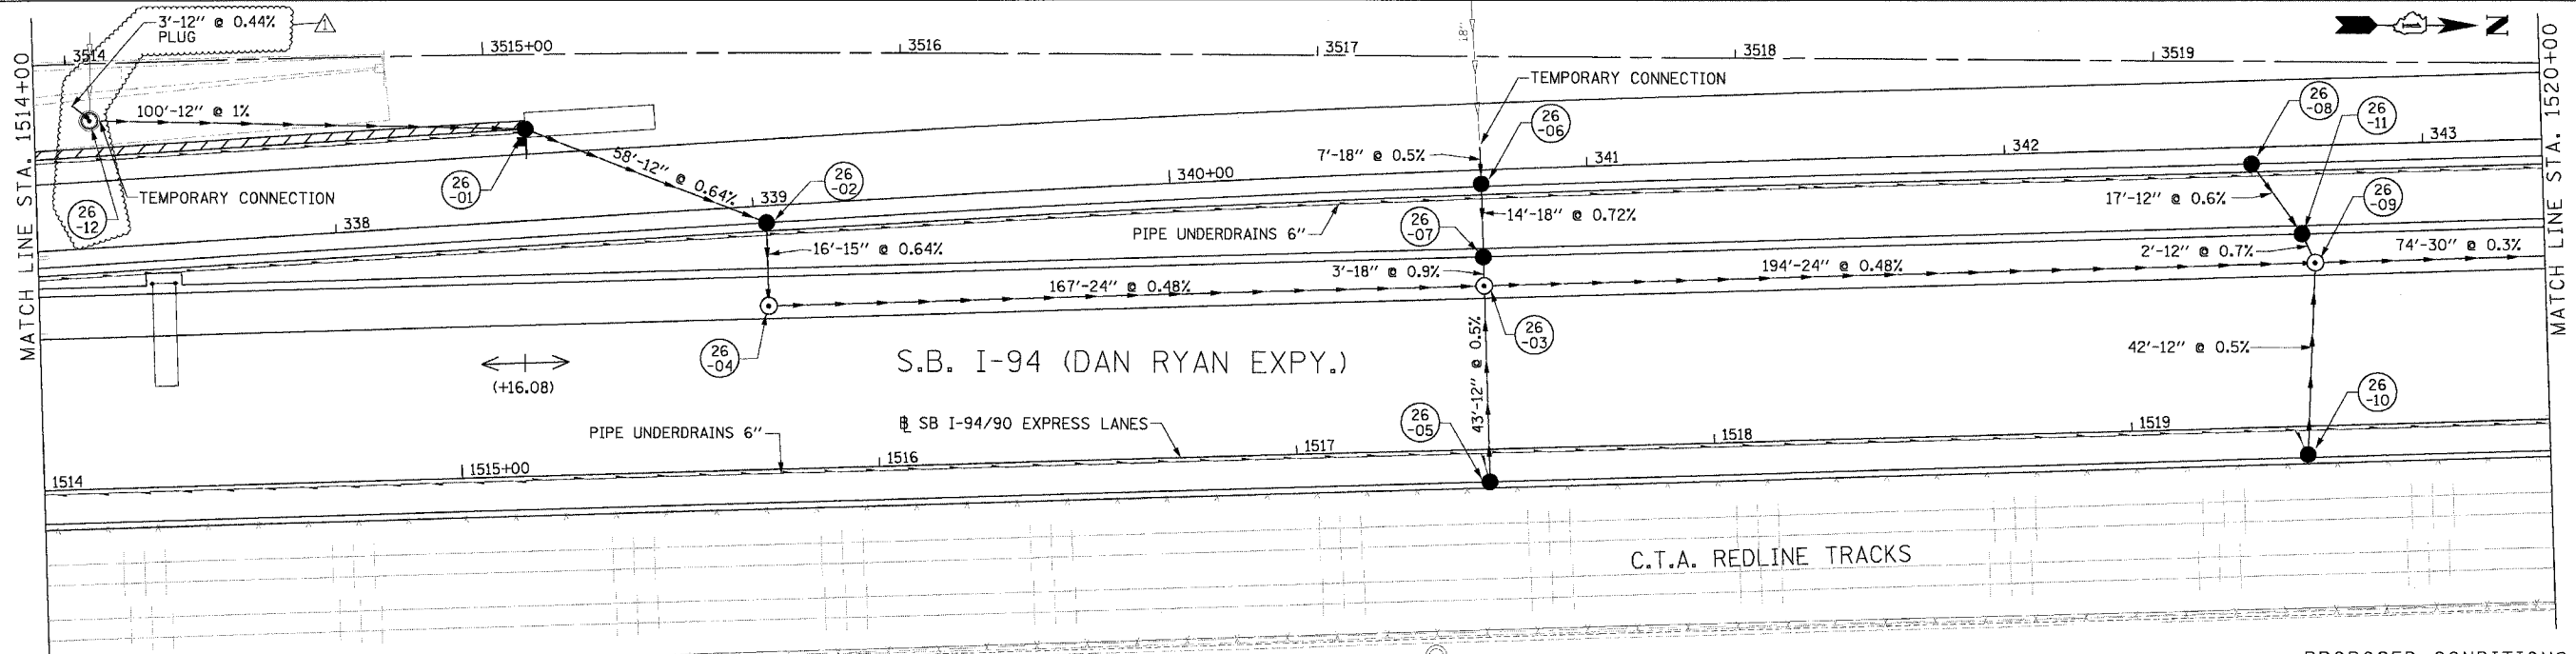 3'-12" @ 0.44%
PLUG
1
3514
3515+00
3516
3517
18"
3518
3519
N
MATCH LINE STA. 1514+00
MATCH LINE STA. 1520+00
100'-12" @ 1%
TEMPORARY CONNECTION
26
-12
26
-01
58'-12" @ 0.64%
26
-02
338
339
340+00
341
342
343
TEMPORARY CONNECTION
7'-18" @ 0.5%
26
-06
26
-08
26
-11
26
-09
17'-12" @ 0.6%
16'-15" @ 0.64%
PIPE UNDERDRAINS 6"
14'-18" @ 0.72%
26
-07
3'-18" @ 0.9%
167'-24" @ 0.48%
194'-24" @ 0.48%
2'-12" @ 0.7%
74'-30" @ 0.3%
26
-04
26
-03
S.B. I-94 (DAN RYAN EXPY.)
(+16.08)
43'-12" @ 0.5%
42'-12" @ 0.5%
26
-05
26
-10
PIPE UNDERDRAINS 6"
℄ SB I-94/90 EXPRESS LANES
1514
1515+00
1516
1517
1518
1519
C.T.A. REDLINE TRACKS